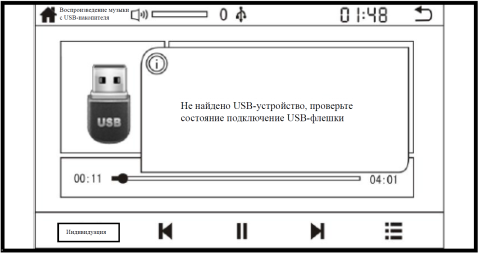 Воспроизведение музыки
с USB-накопителя
0
01:48
Не найдено USB-устройство, проверьте
состояние подключение USB-флешки
USB
00:11
04:01
Индивидуация